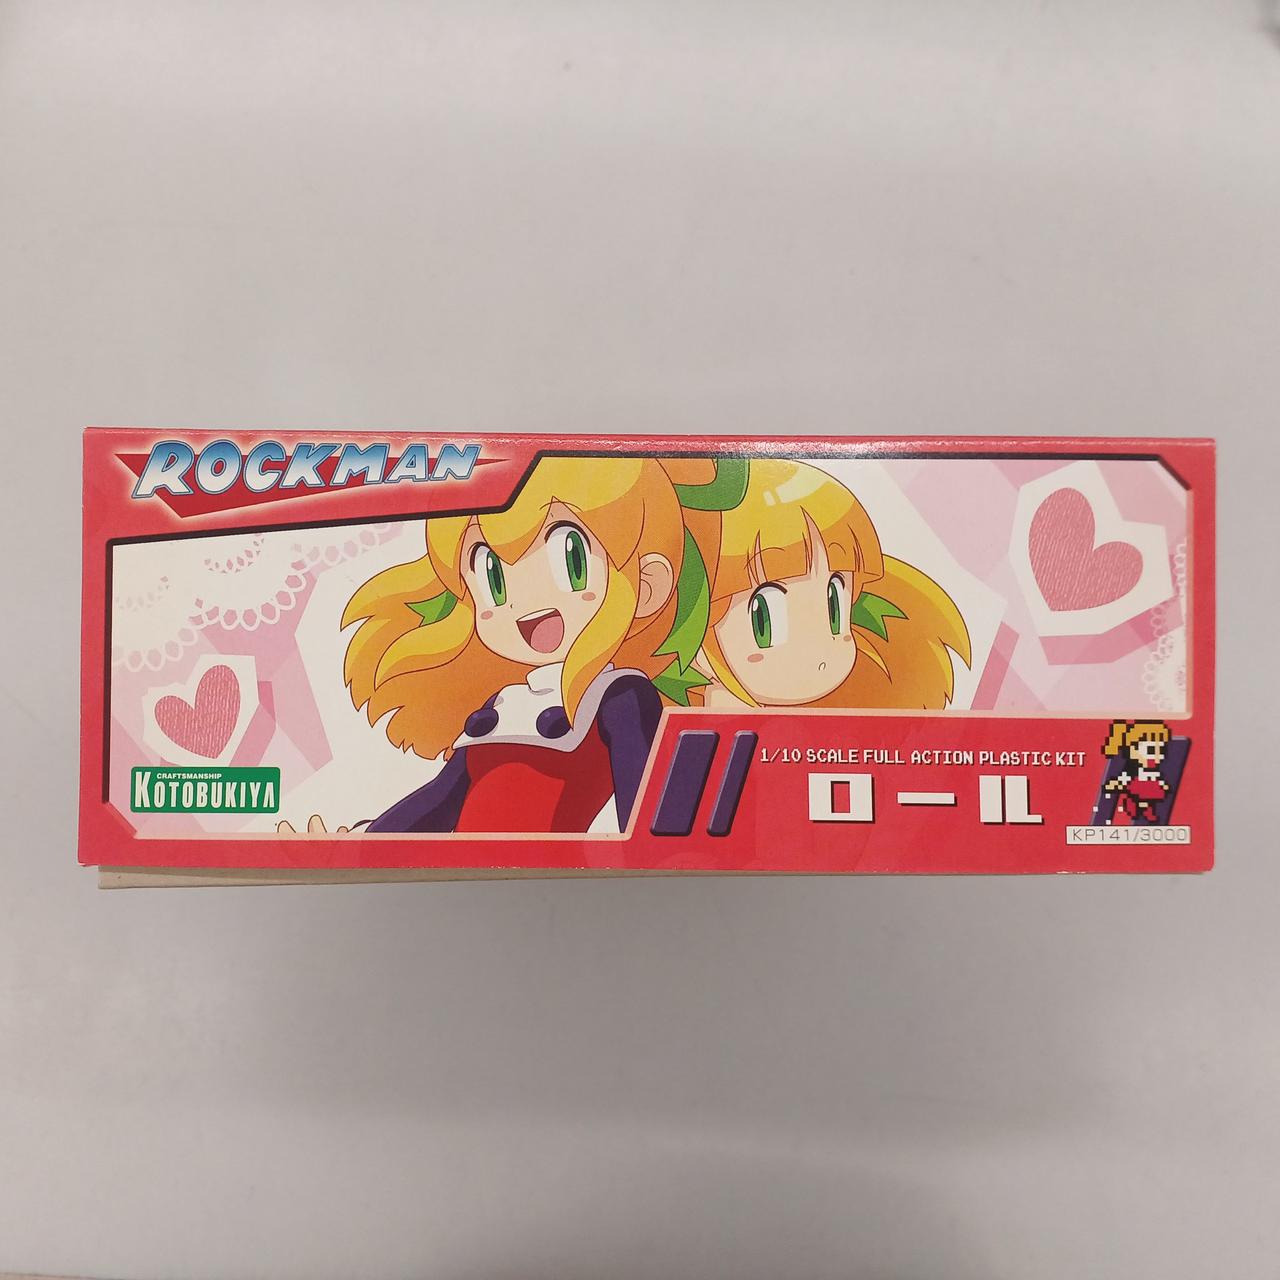 ROCKMAN
CRAFTSMANSHIP
KOTOBUKIYA
1/10 SCALE FULL ACTION PLASTIC KIT
ロール
KP141/3000